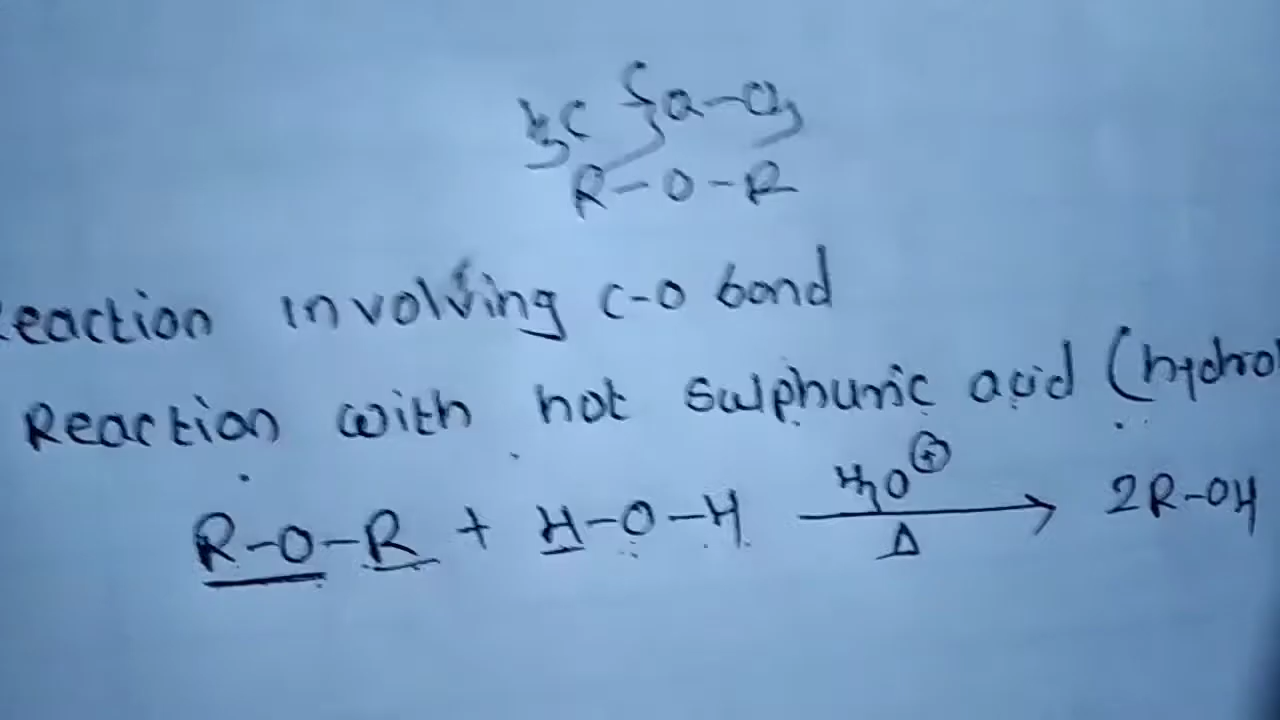 R-O-R
eaction involving C-O bond
Reaction with hot sulphuric acid (hydro
R-O-R + H-O-H H3O⊕ Δ → 2R-OH